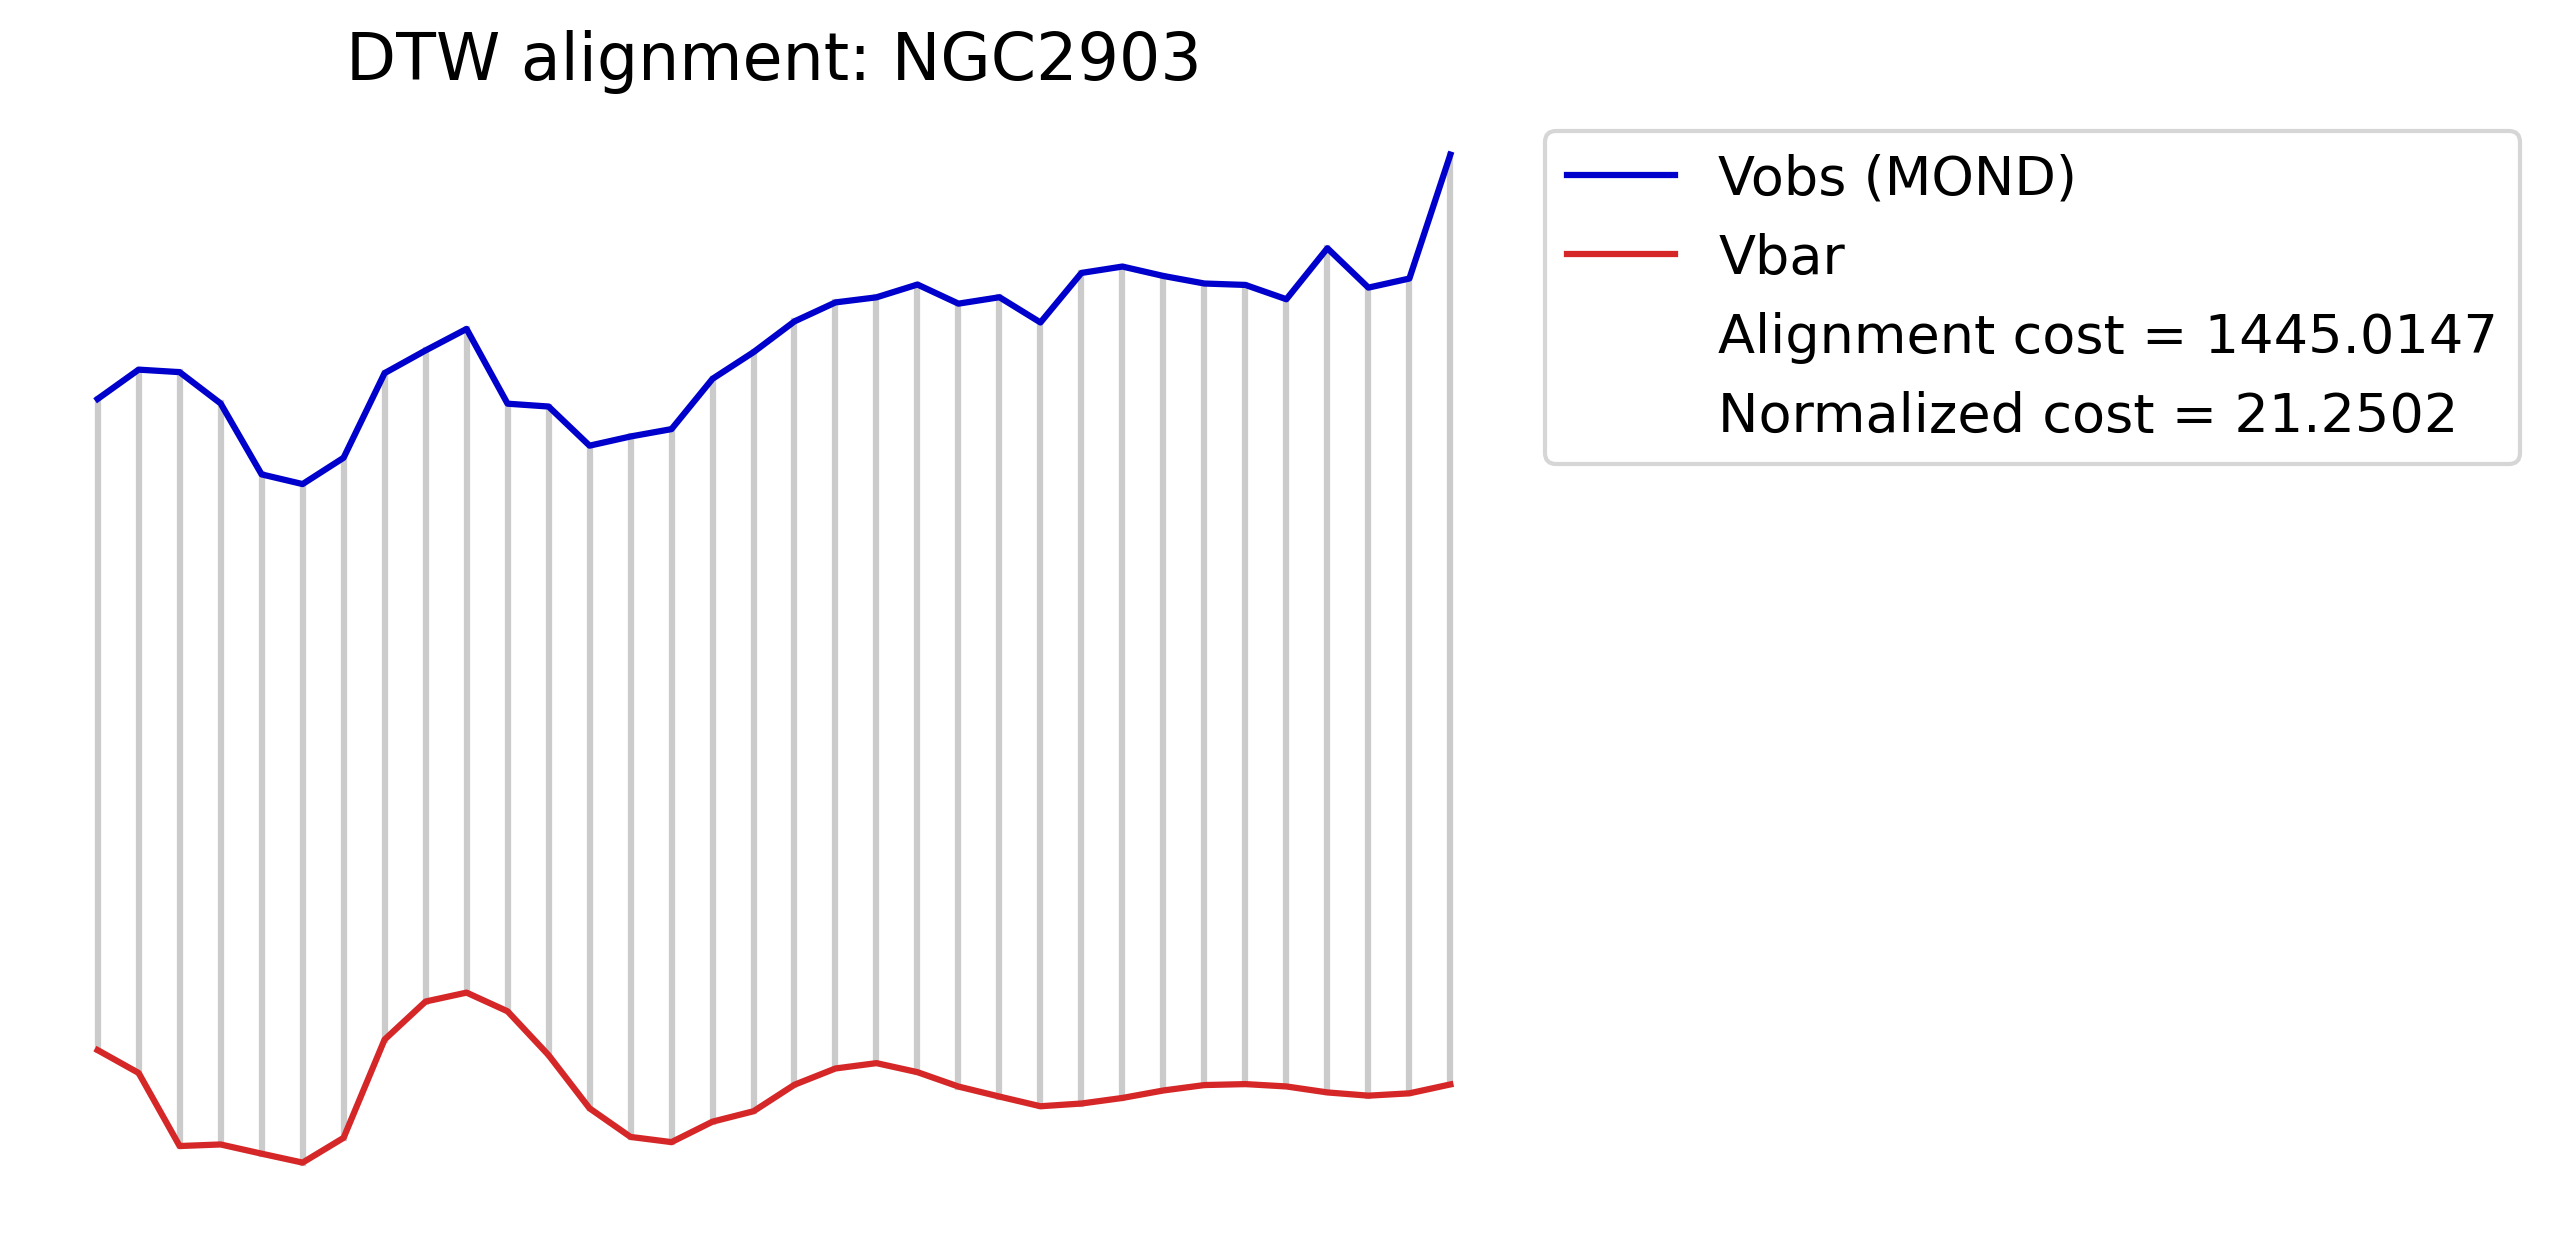 DTW alignment: NGC2903
Vobs (MOND)
Vbar
Alignment cost = 1445.0147
Normalized cost = 21.2502